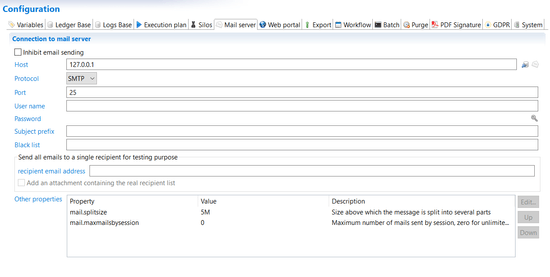 Configuration
Variables Ledger Base Logs Base Execution plan Silos Mail server Web portal Export Workflow Batch Purge PDF Signature GDPR System
Connection to mail server
Inhibit email sending
Host 127.0.0.1
Protocol SMTP
Port 25
User name
Password
Subject prefix
Black list
Send all emails to a single recipient for testing purpose
recipient email address
Add an attachment containing the real recipient list
Other properties Property Value Description Edit...
mail.splitsize 5M Size above which the message is split into several parts Up
mail.maxmailsbysession 0 Maximum number of mails sent by session, zero for unlimite...
Down